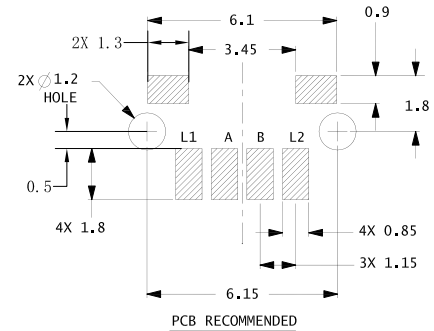 6.1
0.9
2X 1.3
3.45
2X ∅ 1.2
HOLE
1.8
L1 A B L2
0.5
4X 1.8
4X 0.85
3X 1.15
6.15
PCB RECOMMENDED